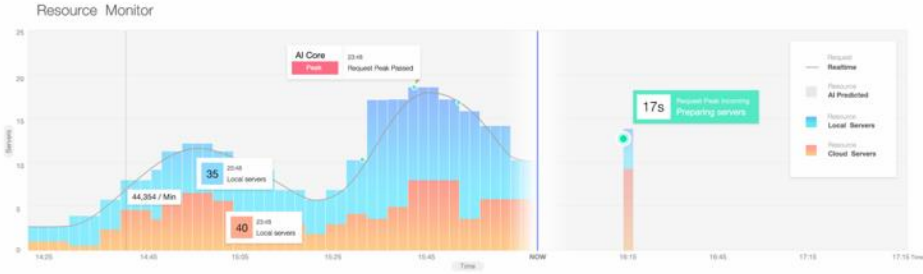 Resource Monitor
25
20
15
10
5
0
Servers
AI Core
Peak
23:48
Request Peak Passed
35
23:48
Local servers
40
23:48
Local servers
44,354 / Min
17s
Request Peak Incoming
Preparing servers
Request
Realtime
Resource
AI Predicted
Resource
Local Servers
Resource
Cloud Servers
14:25
14:45
15:05
15:25
15:45
NOW
16:15
16:45
17:15
17:15
Time